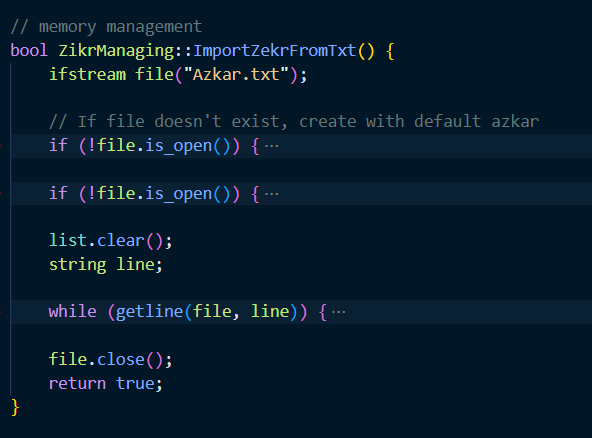 // memory management
bool ZikrManaging::ImportZekrFromTxt() {
    ifstream file("Azkar.txt");

    // If file doesn't exist, create with default azkar
    if (!file.is_open()) {⋯

    if (!file.is_open()) {⋯

    list.clear();
    string line;

    while (getline(file, line)) {⋯

    file.close();
    return true;
}